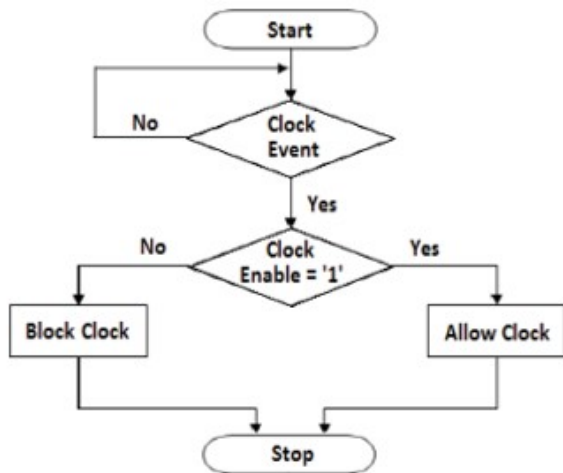 Start
No
Clock
Event
Yes
No
Clock
Enable = '1'
Yes
Block Clock
Allow Clock
Stop